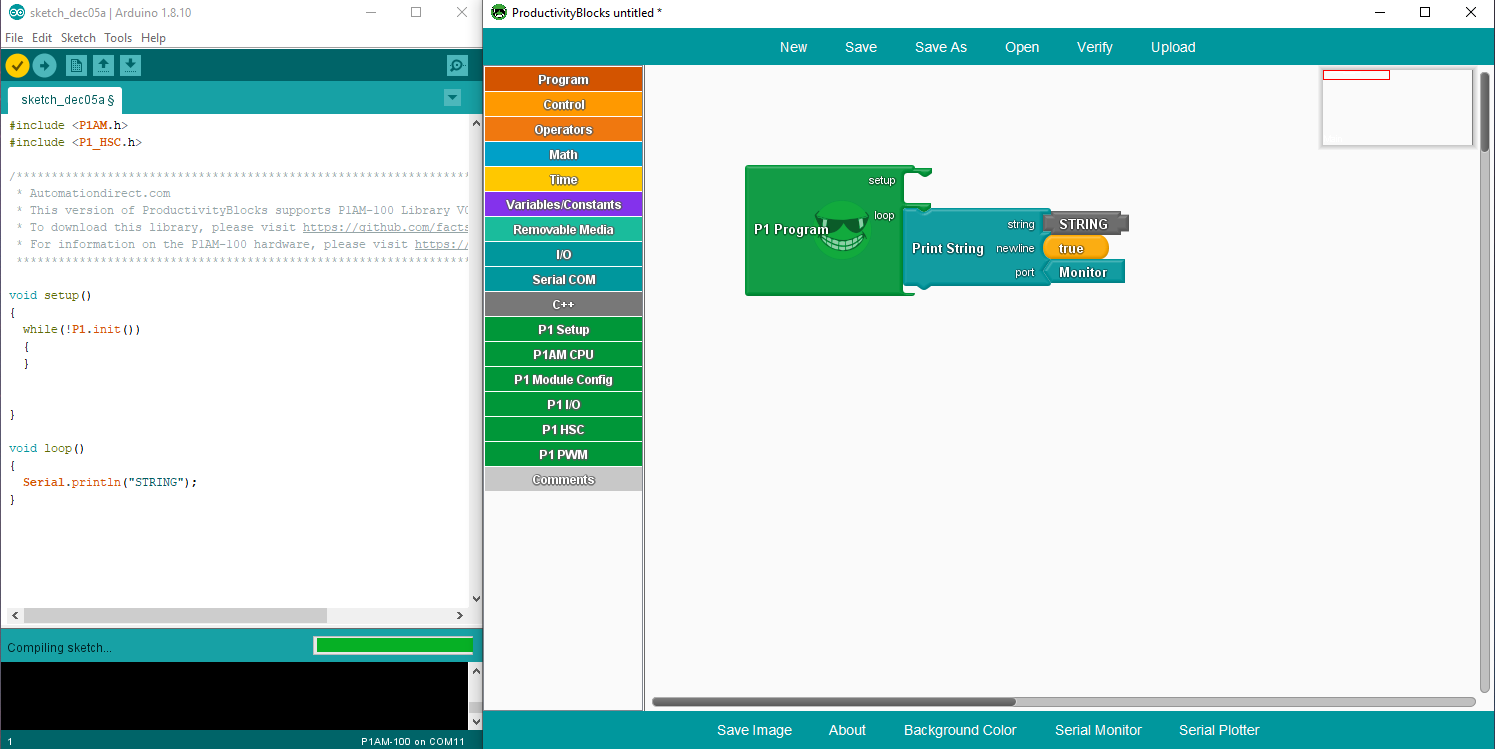 sketch_dec05a | Arduino 1.8.10
File Edit Sketch Tools Help
sketch_dec05a §
#include <P1AM.h>
#include <P1_HSC.h>
/*****************************************************************
* Automationdirect.com
* This version of ProductivityBlocks supports P1AM-100 Library V0
* To download this library, please visit https://github.com/facts
* For information on the P1AM-100 hardware, please visit https://
*****************************************************************
void setup()
{
while(!P1.init())
{
}
}
void loop()
{
Serial.println("STRING");
}
Compiling sketch...
1
P1AM-100 on COM11
ProductivityBlocks untitled *
New Save Save As Open Verify Upload
Program
Control
Operators
Math
Time
Variables/Constants
Removable Media
I/O
Serial COM
C++
P1 Setup
P1AM CPU
P1 Module Config
P1 I/O
P1 HSC
P1 PWM
Comments
P1 Program
setup
loop
Print String
string STRING
newline true
port Monitor
Save Image About Background Color Serial Monitor Serial Plotter